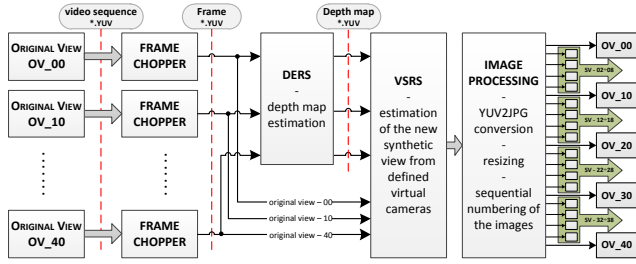 video sequence
*.YUV
Frame
*.YUV
Depth map
*.YUV
ORIGINAL VIEW
OV_00
FRAME
CHOPPER
ORIGINAL VIEW
OV_10
FRAME
CHOPPER
ORIGINAL VIEW
OV_40
FRAME
CHOPPER
DERS
-
depth map
estimation
original view – 00
original view – 10
original view – 40
VSRS
-
estimation
of the new
synthetic
view from
defined
virtual
cameras
IMAGE
PROCESSING
-
YUV2JPG
conversion
-
resizing
-
sequential
numbering of
the images
OV_00
SV - 02÷08
OV_10
SV - 12÷18
OV_20
SV - 22÷28
OV_30
SV - 32÷38
OV_40